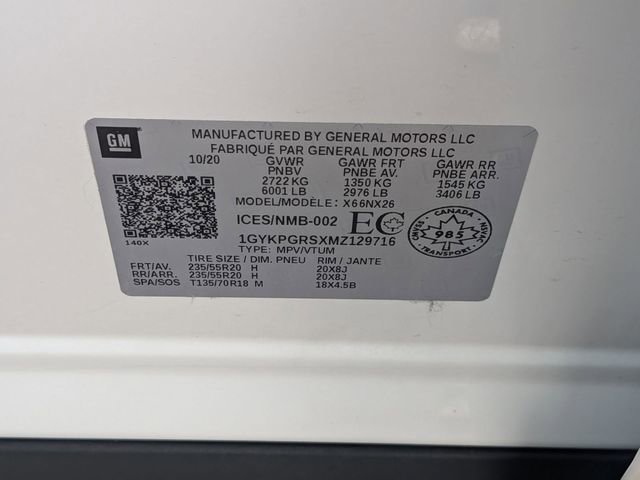 GM
MANUFACTURED BY GENERAL MOTORS LLC
FABRIQUÉ PAR GENERAL MOTORS LLC
10/20 GVWR GAWR FRT GAWR RR
PNBV PNBE AV. PNBE ARR.
2722 KG 1350 KG 1545 KG
6001 LB 2976 LB 3406 LB
MODEL/MODÈLE: X66NX26
ICES/NMB-002 EC
1GYKPGRSXMZ129716
TYPE: MPV/VTUM
140X
CANADA
985
TRANSPORT
TIRE SIZE / DIM. PNEU RIM / JANTE
FRT/AV. 235/55R20 H 20X8J
RR/ARR. 235/55R20 H 20X8J
SPA/SOS T135/70R18 M 18X4.5B